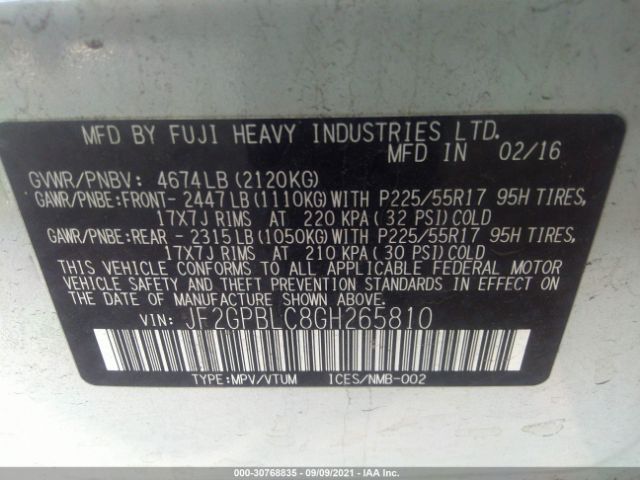 MFD BY FUJI HEAVY INDUSTRIES LTD.
MFD IN 02/16
GVWR/PNBV: 4674LB (2120KG)
GAWR/PNBE:FRONT- 2447LB(1110KG)WITH P225/55R17 95H TIRES,
17X7J RIMS AT 220 KPA(32 PSI)COLD
GAWR/PNBE:REAR - 2315LB(1050KG)WITH P225/55R17 95H TIRES,
17X7J RIMS AT 210 KPA(30 PSI)COLD
THIS VEHICLE CONFORMS TO ALL APPLICABLE FEDERAL MOTOR
VEHICLE SAFETY AND THEFT PREVENTION STANDARDS IN EFFECT
ON THE DATE OF MANUFACTURE SHOWN ABOVE.
VIN: JF2GPBLC8GH265810
TYPE:MPV/VTUM ICES/NMB-002
000-30768835 - 09/09/2021 - IAA Inc.